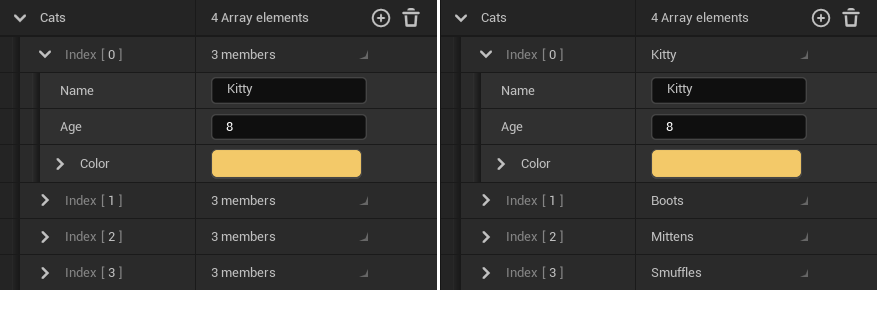 Cats 4 Array elements
Index [ 0 ] 3 members
Name Kitty
Age 8
Color
Index [ 1 ] 3 members
Index [ 2 ] 3 members
Index [ 3 ] 3 members
Cats 4 Array elements
Index [ 0 ] Kitty
Name Kitty
Age 8
Color
Index [ 1 ] Boots
Index [ 2 ] Mittens
Index [ 3 ] Smuffles